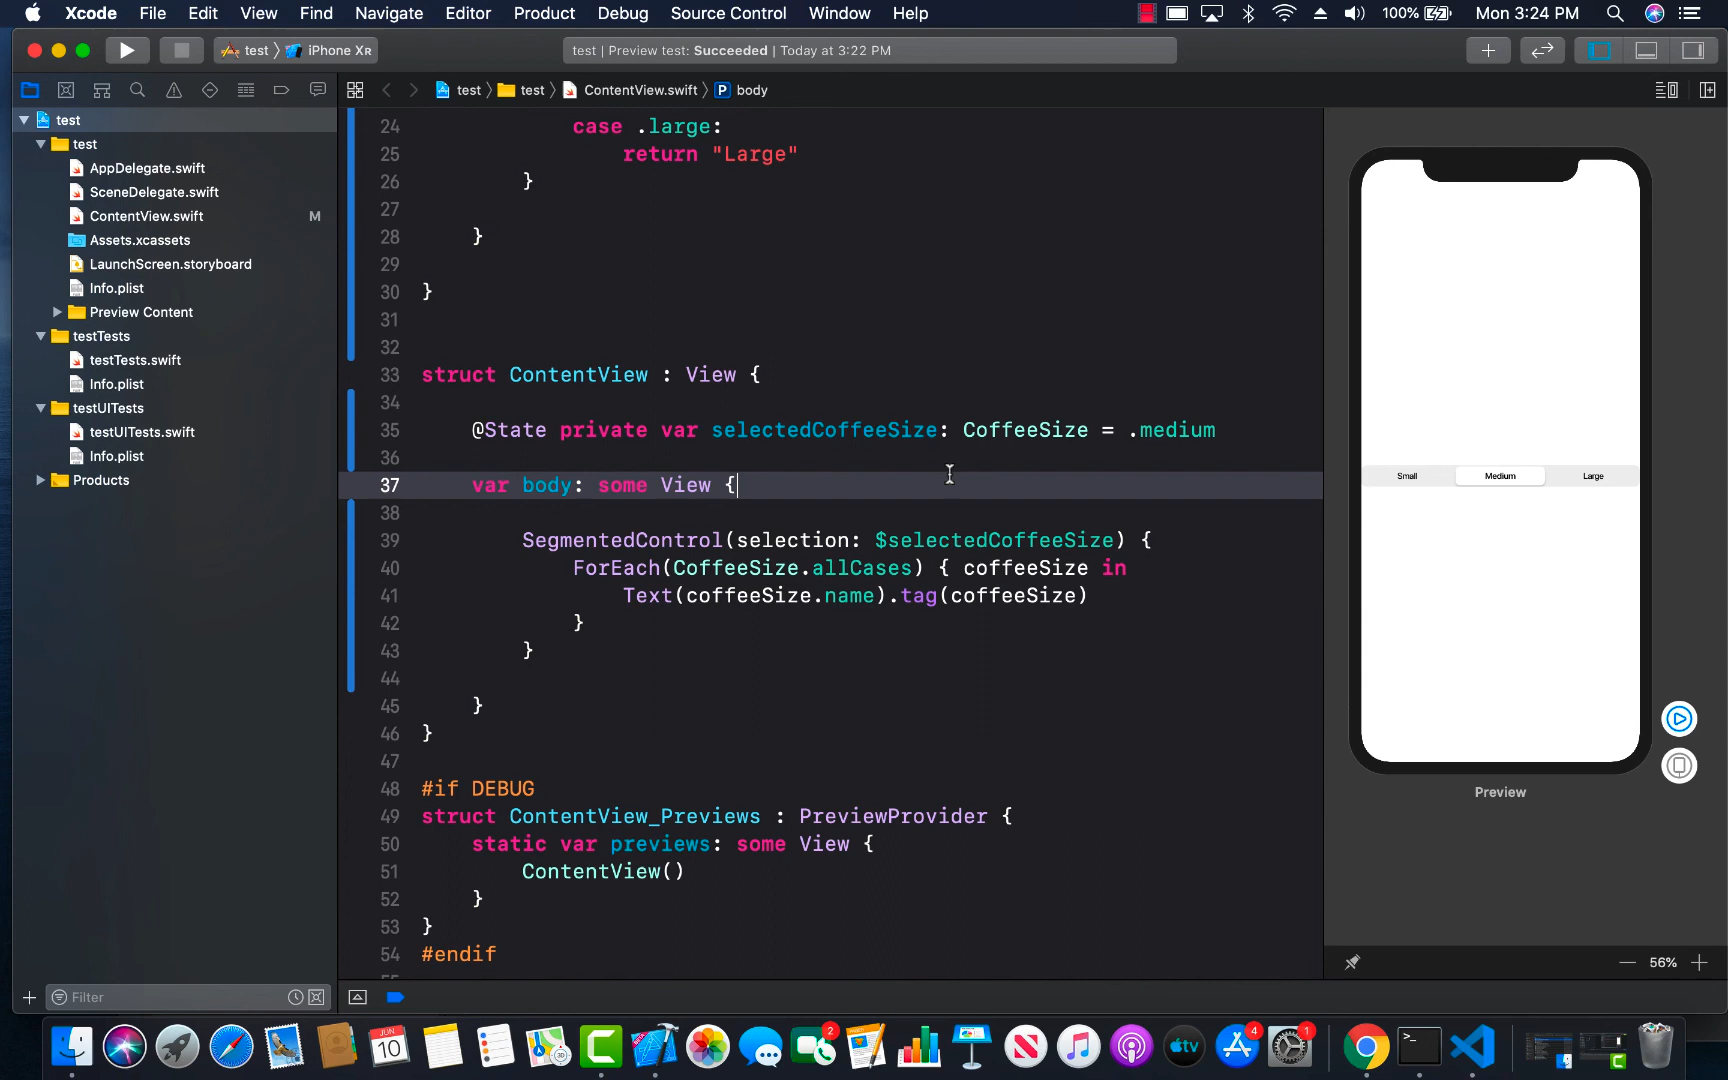 Xcode File Edit View Find Navigate Editor Product Debug Source Control Window Help 100% Mon 3:24 PM
test 〉 iPhone Xʀ
test | Preview test: Succeeded | Today at 3:22 PM
test 〉 test 〉 ContentView.swift 〉 P body
test
test
AppDelegate.swift
SceneDelegate.swift
ContentView.swift M
Assets.xcassets
LaunchScreen.storyboard
Info.plist
Preview Content
testTests
testTests.swift
Info.plist
testUITests
testUITests.swift
Info.plist
Products
Filter
24 case .large:
25 return "Large"
26 }
27
28 }
29
30 }
31
32
33 struct ContentView : View {
34
35 @State private var selectedCoffeeSize: CoffeeSize = .medium
36
37 var body: some View {
38
39 SegmentedControl(selection: $selectedCoffeeSize) {
40 ForEach(CoffeeSize.allCases) { coffeeSize in
41 Text(coffeeSize.name).tag(coffeeSize)
42 }
43 }
44
45 }
46 }
47
48 #if DEBUG
49 struct ContentView_Previews : PreviewProvider {
50 static var previews: some View {
51 ContentView()
52 }
53 }
54 #endif
Small Medium Large
Preview
56%
JUN
10
2
tv
4
1